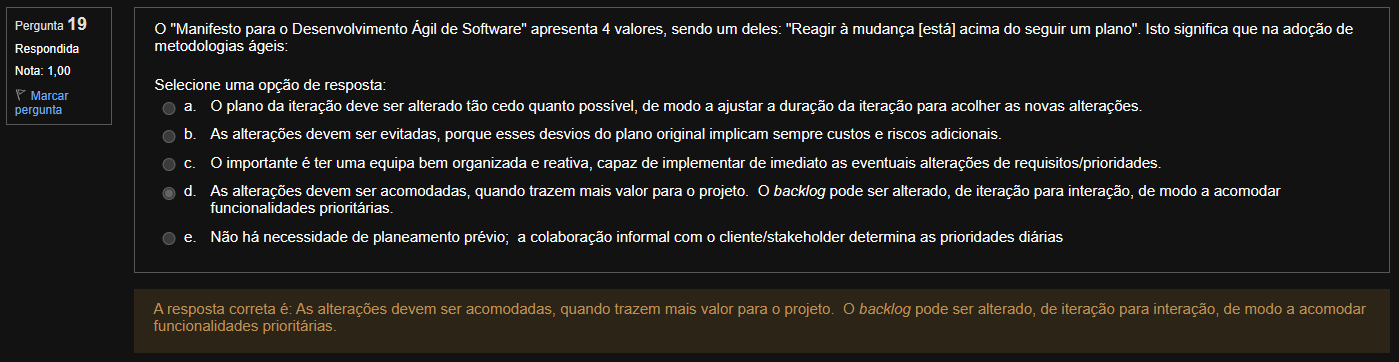 Pergunta 19
Respondida
Nota: 1,00
Marcar
pergunta
O "Manifesto para o Desenvolvimento Ágil de Software" apresenta 4 valores, sendo um deles: "Reagir à mudança [está] acima do seguir um plano". Isto significa que na adoção de
metodologias ágeis:
Selecione uma opção de resposta:
a. O plano da iteração deve ser alterado tão cedo quanto possível, de modo a ajustar a duração da iteração para acolher as novas alterações.
b. As alterações devem ser evitadas, porque esses desvios do plano original implicam sempre custos e riscos adicionais.
c. O importante é ter uma equipa bem organizada e reativa, capaz de implementar de imediato as eventuais alterações de requisitos/prioridades.
d. As alterações devem ser acomodadas, quando trazem mais valor para o projeto. O backlog pode ser alterado, de iteração para interação, de modo a acomodar
funcionalidades prioritárias.
e. Não há necessidade de planeamento prévio; a colaboração informal com o cliente/stakeholder determina as prioridades diárias
A resposta correta é: As alterações devem ser acomodadas, quando trazem mais valor para o projeto. O backlog pode ser alterado, de iteração para interação, de modo a acomodar
funcionalidades prioritárias.